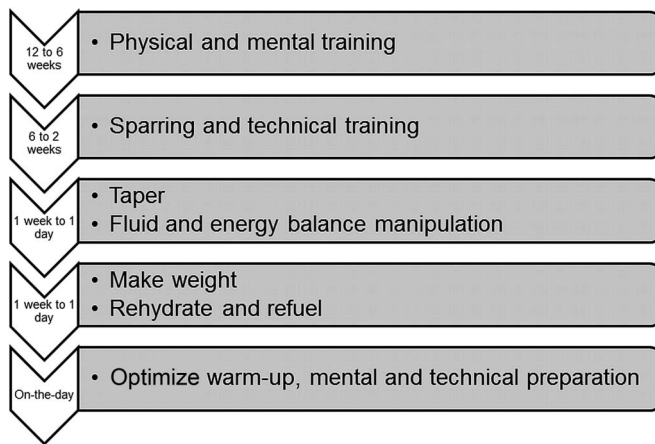 12 to 6
weeks
• Physical and mental training
6 to 2
weeks
• Sparring and technical training
1 week to 1
day
• Taper
• Fluid and energy balance manipulation
1 week to 1
day
• Make weight
• Rehydrate and refuel
On-the-day
• Optimize warm-up, mental and technical preparation